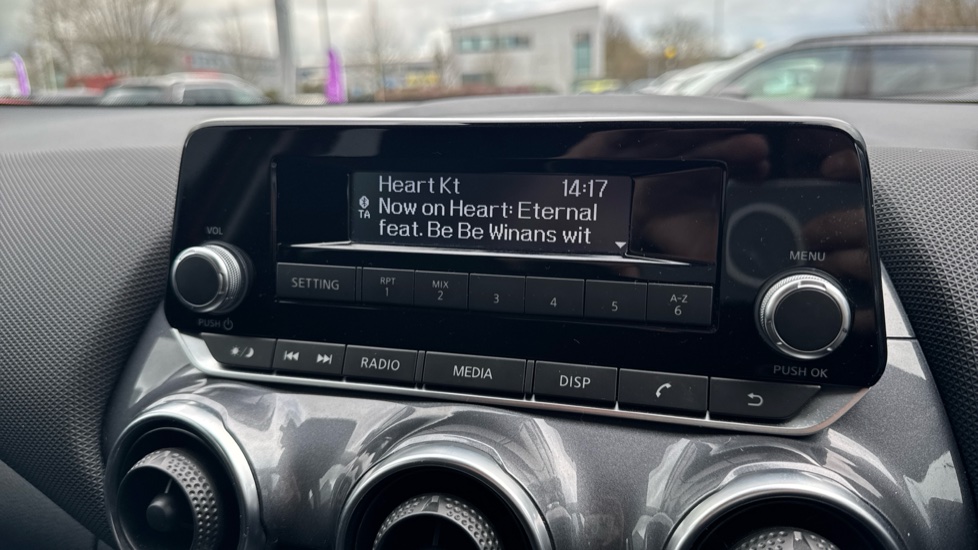 Heart Kt 14:17
TA Now on Heart: Eternal
feat. Be Be Winans wit
VOL
MENU
SETTING RPT 1 MIX 2 3 4 5 A-Z 6
PUSH
PUSH OK
RADIO MEDIA DISP